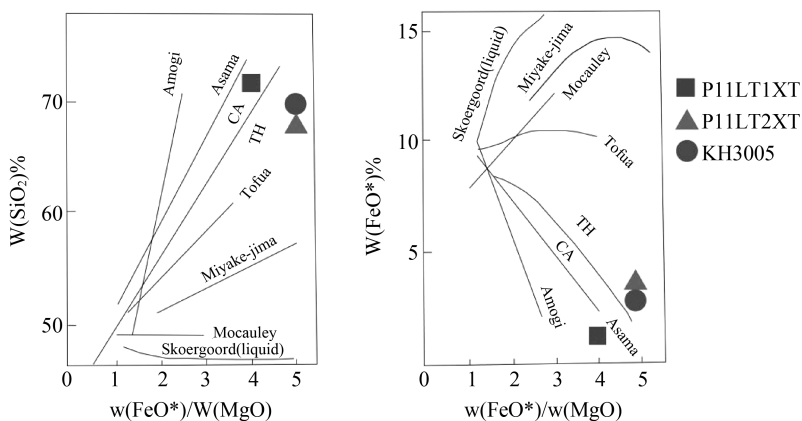 W(SiO₂)%
70
60
50
0
1
2
3
4
5
w(FeO*)/W(MgO)
Amogi
Asama
CA
TH
Tofua
Miyake-jima
Mocauley
Skoergoord(liquid)
W(FeO*)%
15
10
5
0
1
2
3
4
5
w(FeO*)/w(MgO)
Skoergoord(liquid)
Miyake-jima
Mocauley
Tofua
TH
CA
Amogi
Asama
P11LT1XT
P11LT2XT
KH3005